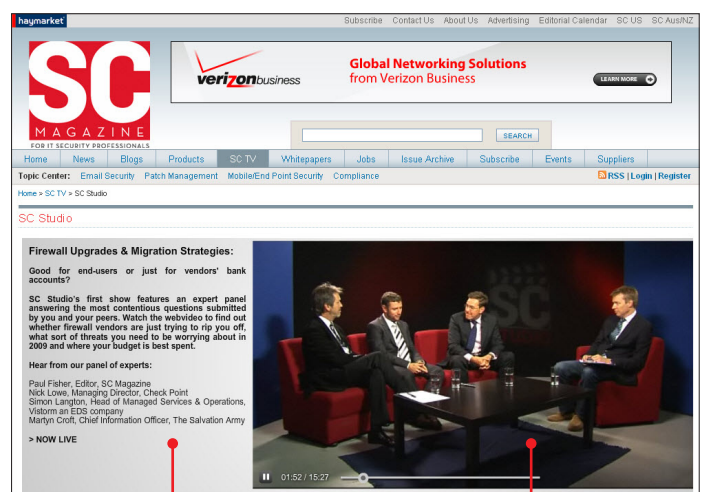 haymarket
Subscribe Contact Us About Us Advertising Editorial Calendar SC US SC Aus/NZ
SC
MAGAZINE
FOR IT SECURITY PROFESSIONALS
verizonbusiness
Global Networking Solutions
from Verizon Business
LEARN MORE
SEARCH
Home News Blogs Products SC TV Whitepapers Jobs Issue Archive Subscribe Events Suppliers
Topic Center: Email Security Patch Management Mobile/End Point Security Compliance
RSS | Login | Register
Home > SC TV > SC Studio
SC Studio
Firewall Upgrades & Migration Strategies:
Good for end-users or just for vendors' bank
accounts?
SC Studio's first show features an expert panel
answering the most contentious questions submitted
by you and your peers. Watch the webvideo to find out
whether firewall vendors are just trying to rip you off,
what sort of threats you need to be worrying about in
2009 and where your budget is best spent.
Hear from our panel of experts:
Paul Fisher, Editor, SC Magazine
Nick Lowe, Managing Director, Check Point
Simon Langton, Head of Managed Services & Operations,
Vistorm an EDS company
Martyn Croft, Chief Information Officer, The Salvation Army
> NOW LIVE
SC
01:52 / 15:27